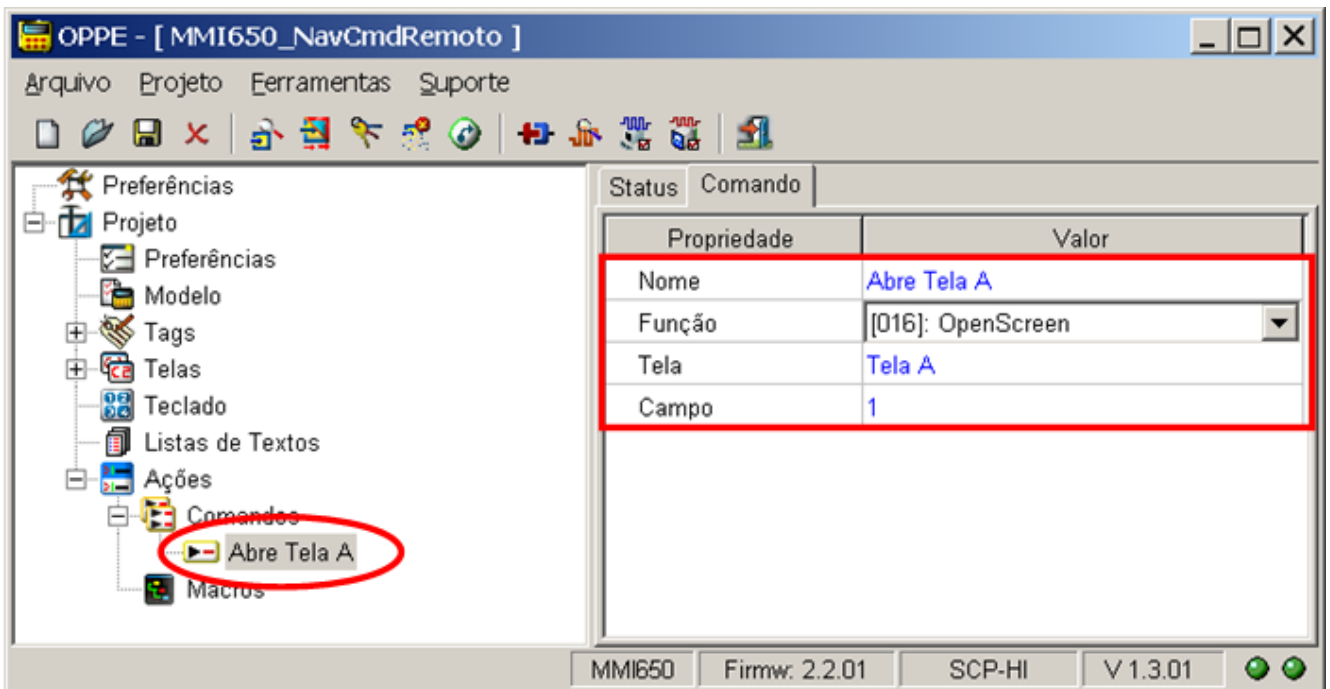 OPPE - [ MMI650_NavCmdRemoto ]
Arquivo Projeto Ferramentas Suporte
Preferências
Projeto
Preferências
Modelo
Tags
Telas
Teclado
Listas de Textos
Ações
Comandos
Abre Tela A
Macros
Status Comando
Propriedade Valor
Nome Abre Tela A
Função [016]: OpenScreen
Tela Tela A
Campo 1
MMI650 Firmw: 2.2.01 SCP-HI V 1.3.01